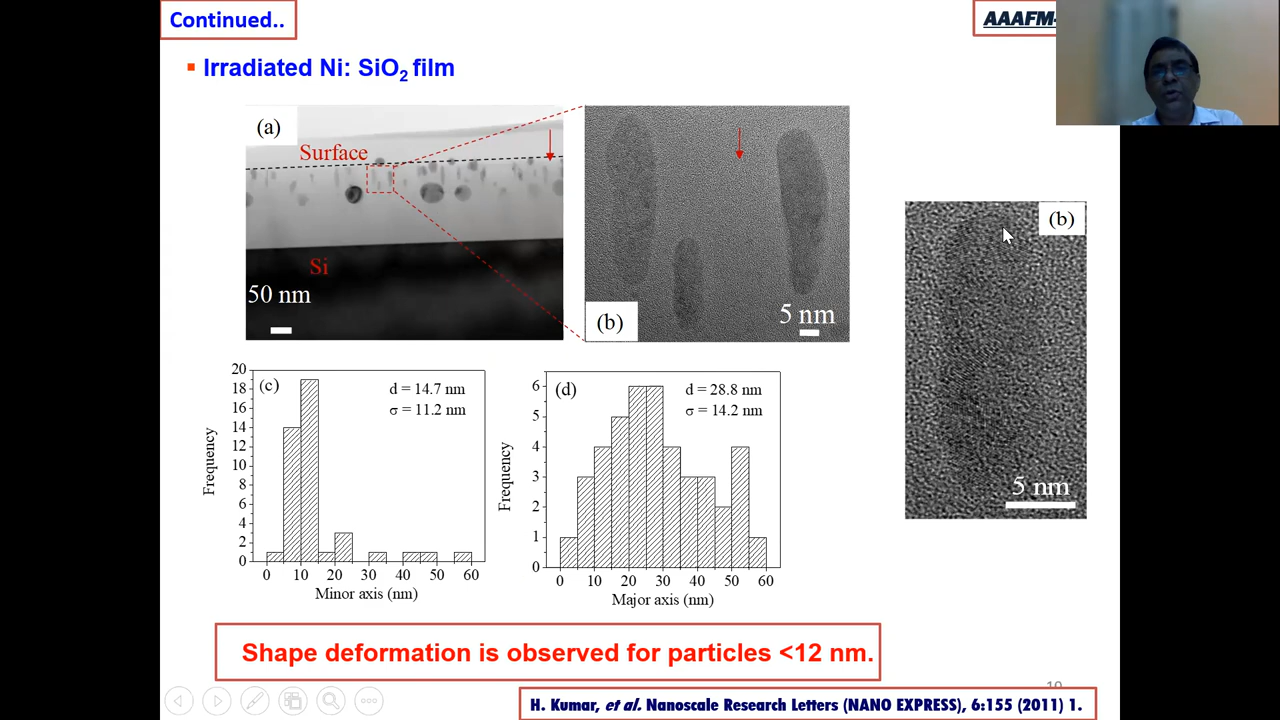 Continued..
AAAFM-
▪ Irradiated Ni: SiO₂ film
(a)
Surface
Si
50 nm
(b)
5 nm
(b)
5 nm
(c)
d = 14.7 nm
σ = 11.2 nm
20
18
16
14
12
10
8
6
4
2
0
Frequency
0 10 20 30 40 50 60
Minor axis (nm)
(d)
d = 28.8 nm
σ = 14.2 nm
6
5
4
3
2
1
0
Frequency
0 10 20 30 40 50 60
Major axis (nm)
Shape deformation is observed for particles <12 nm.
H. Kumar, et al. Nanoscale Research Letters (NANO EXPRESS), 6:155 (2011) 1.